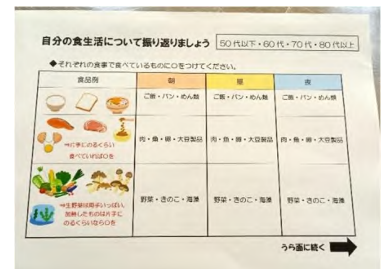 自分の食生活について振り返りましょう
50代以下・60代・70代・80代以上
◆それぞれの食事で食べているものに○をつけてください。
食品例 朝 昼 夜
ご飯・パン・めん類 ご飯・パン・めん類 ご飯・パン・めん類
⇒片手にのるくらい
食べていれば○を
肉・魚・卵・大豆製品 肉・魚・卵・大豆製品 肉・魚・卵・大豆製品
⇒生野菜は両手いっぱい、
加熱したものは片手に
のるくらいなら○を
野菜・きのこ・海藻 野菜・きのこ・海藻 野菜・きのこ・海藻
うら面に続く